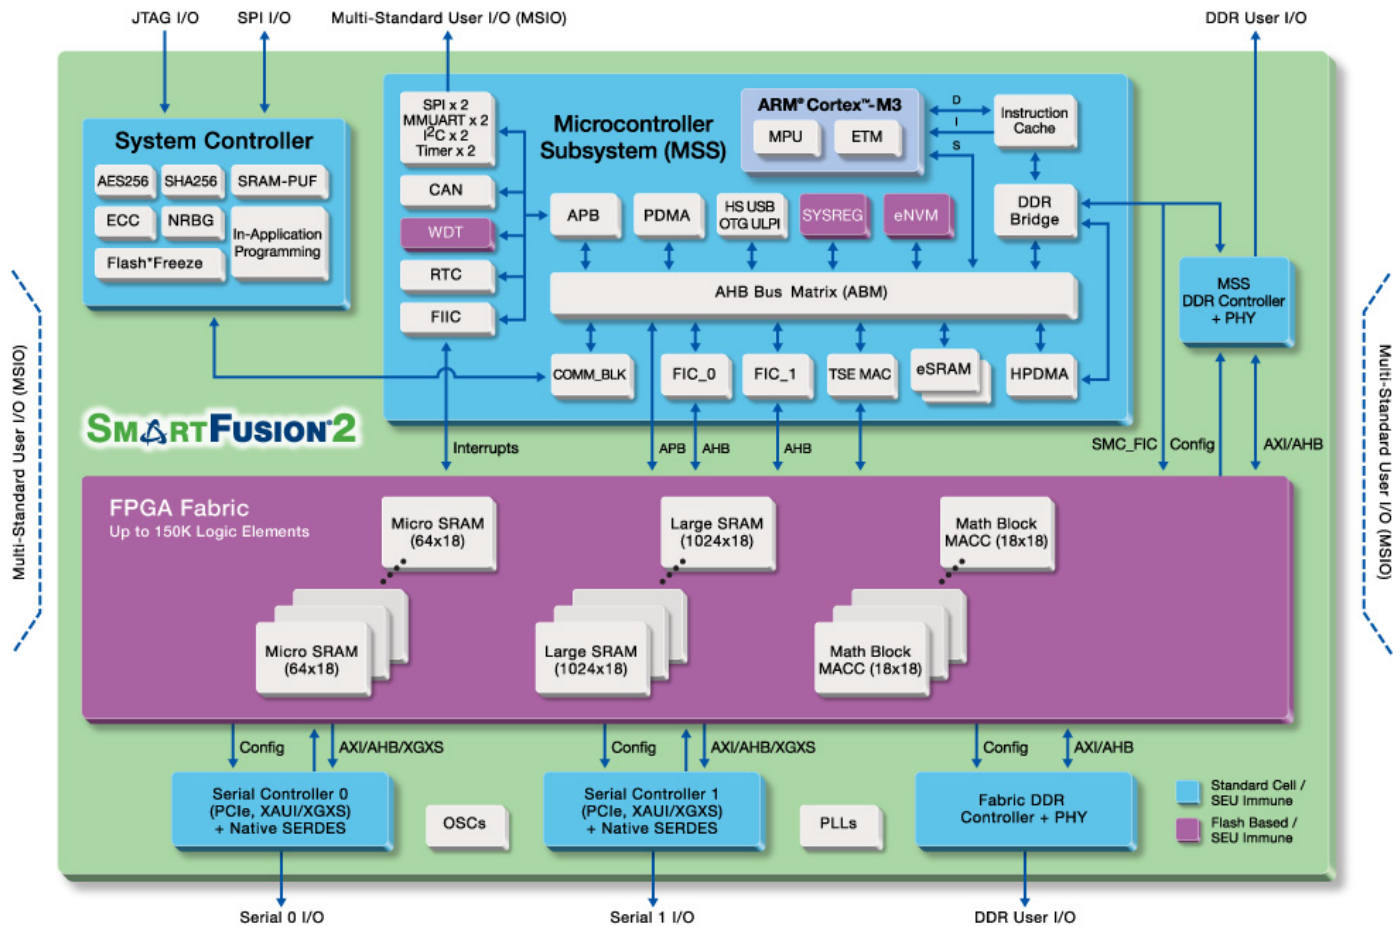 JTAG I/O
SPI I/O
Multi-Standard User I/O (MSIO)
DDR User I/O
System Controller
AES256
SHA256
SRAM-PUF
ECC
NRBG
In-Application
Programming
Flash*Freeze
SPI x 2
MMUART x 2
I²C x 2
Timer x 2
CAN
WDT
RTC
FIIC
Microcontroller
Subsystem (MSS)
ARM® Cortex™-M3
MPU
ETM
D
I
S
Instruction
Cache
DDR
Bridge
APB
PDMA
HS USB
OTG ULPI
SYSREG
eNVM
AHB Bus Matrix (ABM)
COMM_BLK
FIC_0
FIC_1
TSE MAC
eSRAM
HPDMA
MSS
DDR Controller
+ PHY
Multi-Standard User I/O (MSIO)
Multi-Standard User I/O (MSIO)
SMARTFUSION®2
Interrupts
APB
AHB
AHB
SMC_FIC
Config
AXI/AHB
FPGA Fabric
Up to 150K Logic Elements
Micro SRAM
(64x18)
Large SRAM
(1024x18)
Math Block
MACC (18x18)
Micro SRAM
(64x18)
Large SRAM
(1024x18)
Math Block
MACC (18x18)
Config
AXI/AHB/XGXS
Config
AXI/AHB/XGXS
Config
AXI/AHB
Serial Controller 0
(PCIe, XAUI/XGXS)
+ Native SERDES
OSCs
Serial Controller 1
(PCIe, XAUI/XGXS)
+ Native SERDES
PLLs
Fabric DDR
Controller + PHY
Standard Cell /
SEU Immune
Flash Based /
SEU Immune
Serial 0 I/O
Serial 1 I/O
DDR User I/O